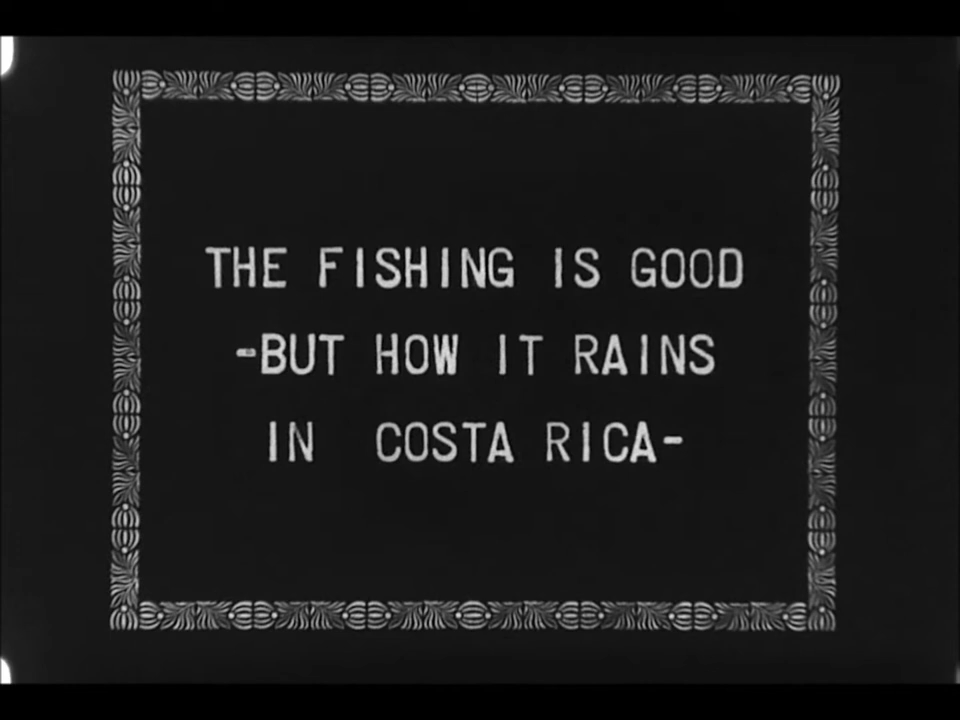 THE FISHING IS GOOD
-BUT HOW IT RAINS
IN COSTA RICA-